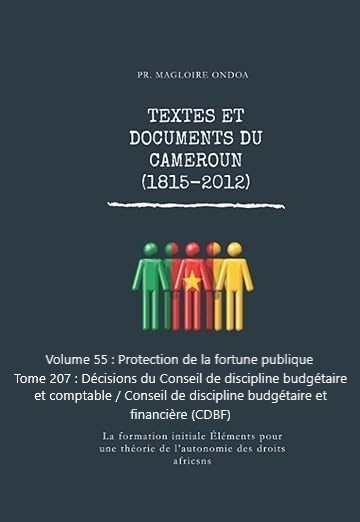 PR. MAGLOIRE ONDOA
TEXTES ET
DOCUMENTS DU
CAMEROUN
(1815-2012)
Volume 55 : Protection de la fortune publique
Tome 207 : Décisions du Conseil de discipline budgétaire
et comptable / Conseil de discipline budgétaire et
financière (CDBF)
La formation initiale Éléments pour
une théorie de l'autonomie des droits
africsns